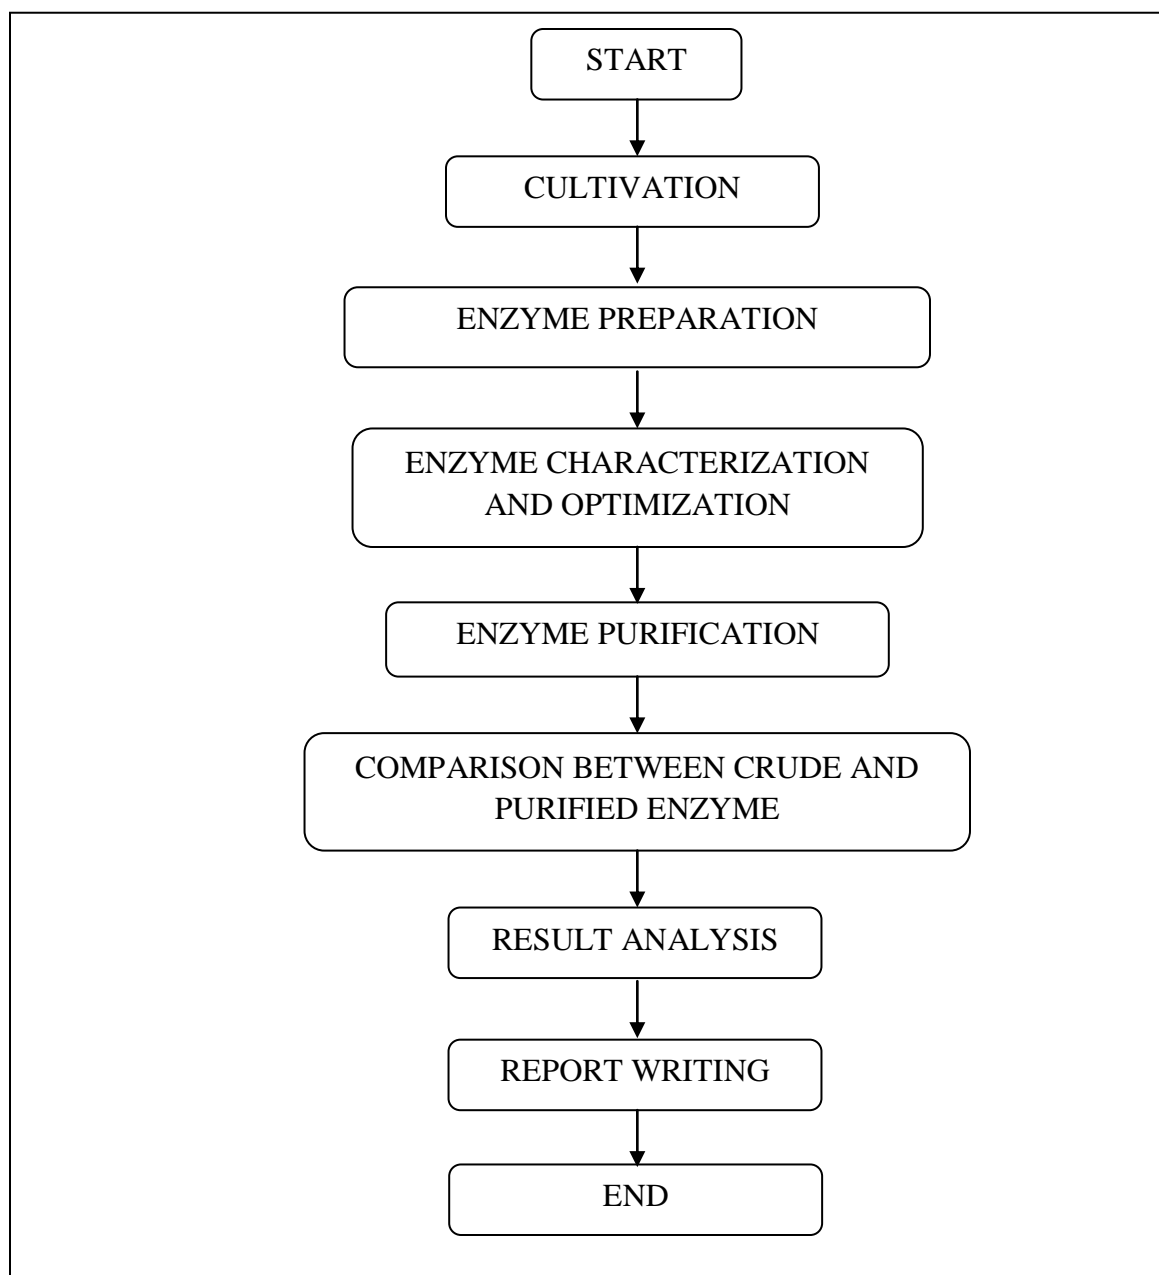 START
CULTIVATION
ENZYME PREPARATION
ENZYME CHARACTERIZATION
AND OPTIMIZATION
ENZYME PURIFICATION
COMPARISON BETWEEN CRUDE AND
PURIFIED ENZYME
RESULT ANALYSIS
REPORT WRITING
END